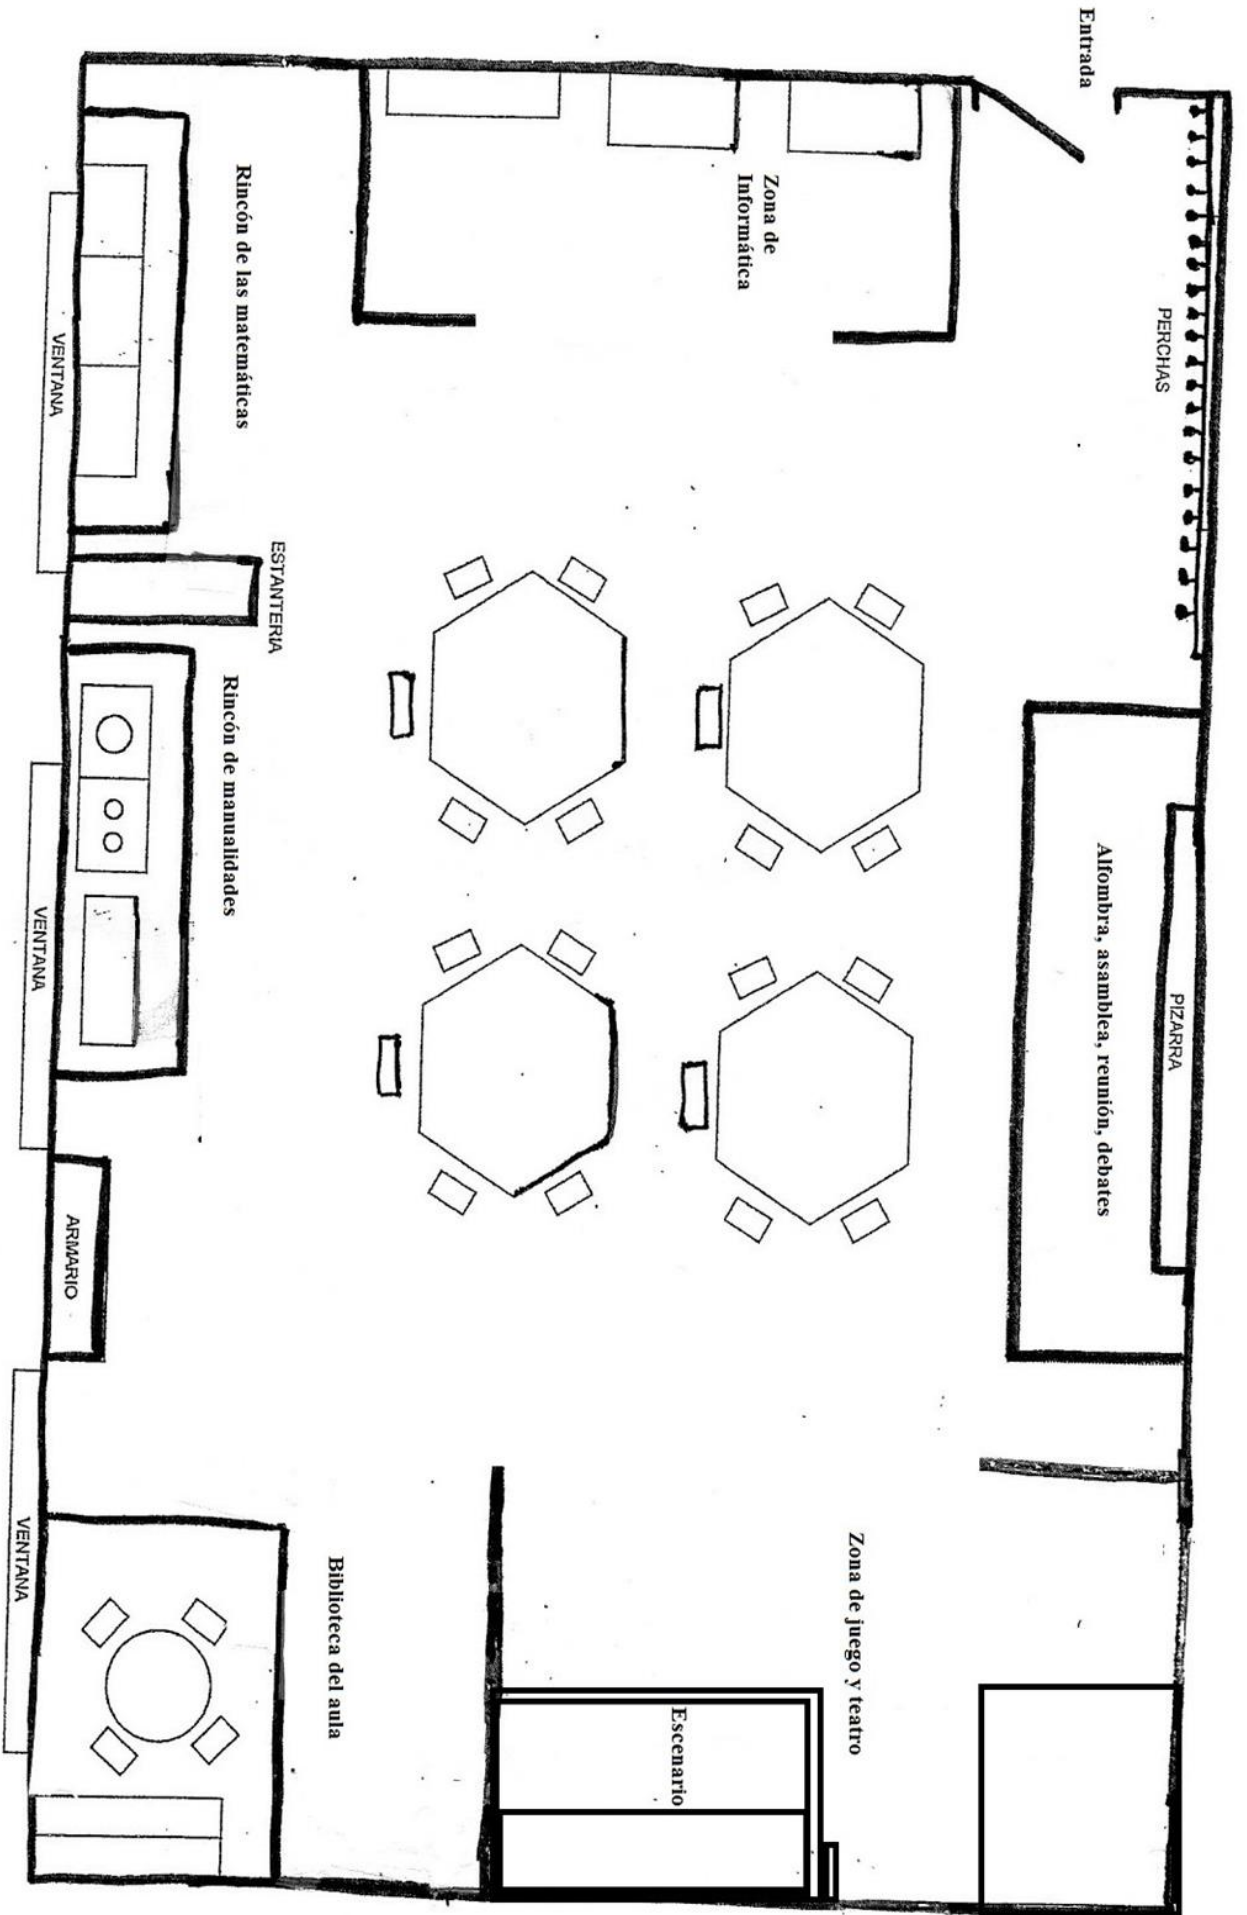 PERCHAS
PIZARRA
Entrada
Alfombra, asamblea, reunión, debates
Zona de juego y teatro
Zona de
Informática
Escenario
Biblioteca del aula
ESTANTERIA
Rincón de las matemáticas
Rincón de manualidades
ARMARIO
VENTANA
VENTANA
VENTANA